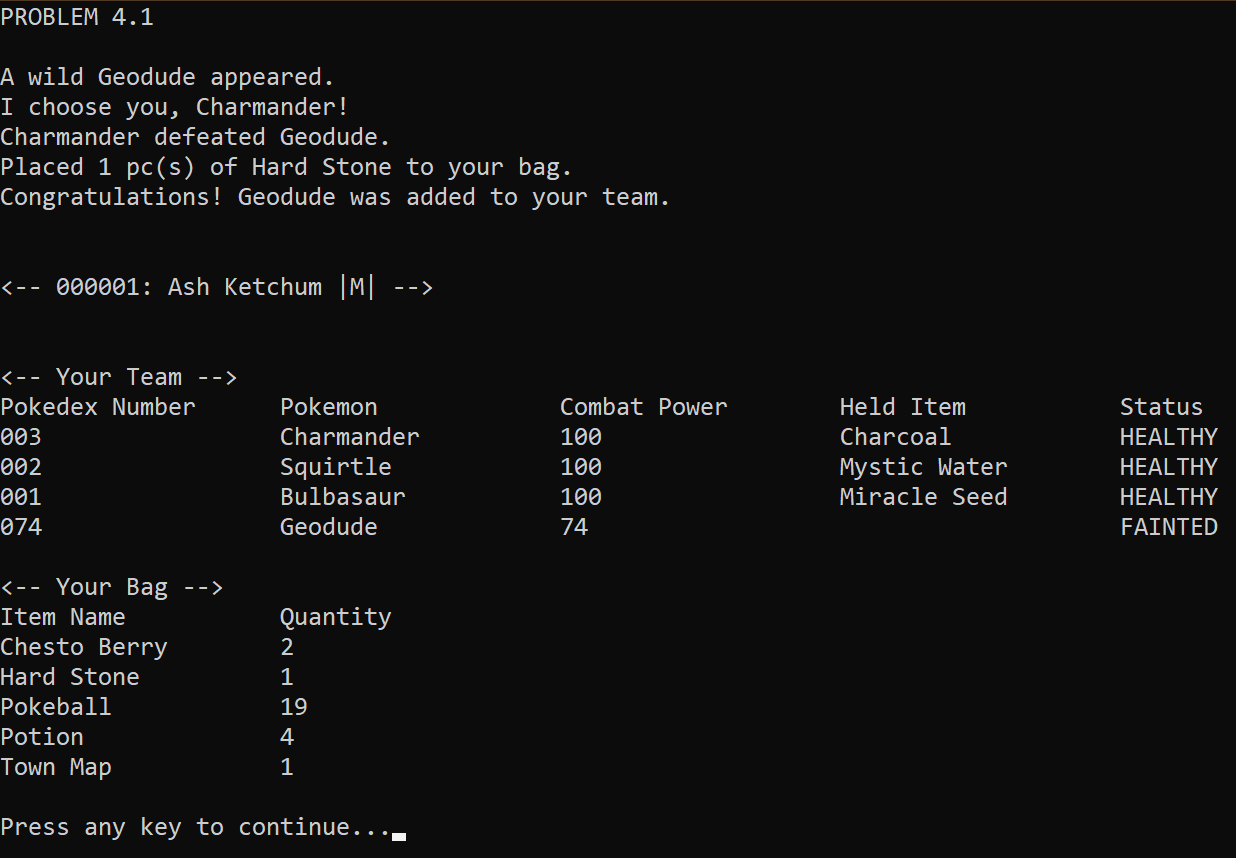 PROBLEM 4.1
A wild Geodude appeared.
I choose you, Charmander!
Charmander defeated Geodude.
Placed 1 pc(s) of Hard Stone to your bag.
Congratulations! Geodude was added to your team.
<-- 000001: Ash Ketchum |M| -->
<-- Your Team -->
Pokedex Number Pokemon Combat Power Held Item Status
003 Charmander 100 Charcoal HEALTHY
002 Squirtle 100 Mystic Water HEALTHY
001 Bulbasaur 100 Miracle Seed HEALTHY
074 Geodude 74 FAINTED
<-- Your Bag -->
Item Name Quantity
Chesto Berry 2
Hard Stone 1
Pokeball 19
Potion 4
Town Map 1
Press any key to continue...